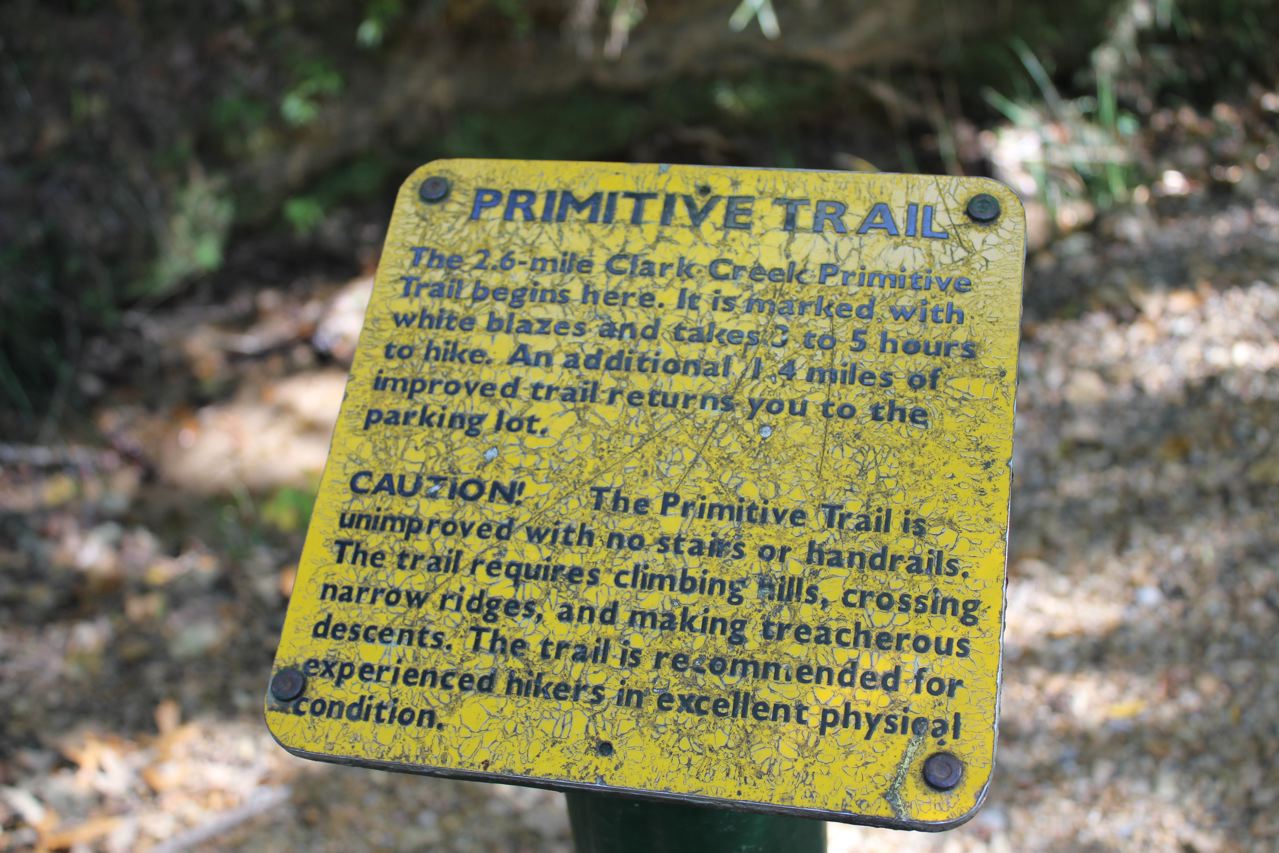 PRIMITIVE TRAIL
The 2.6-mile Clark Creek Primitive
Trail begins here. It is marked with
white blazes and takes 3 to 5 hours
to hike. An additional 1.4 miles of
improved trail returns you to the
parking lot.
CAUTION! The Primitive Trail is
unimproved with no stairs or handrails.
The trail requires climbing hills, crossing
narrow ridges, and making treacherous
descents. The trail is recommended for
experienced hikers in excellent physical
condition.